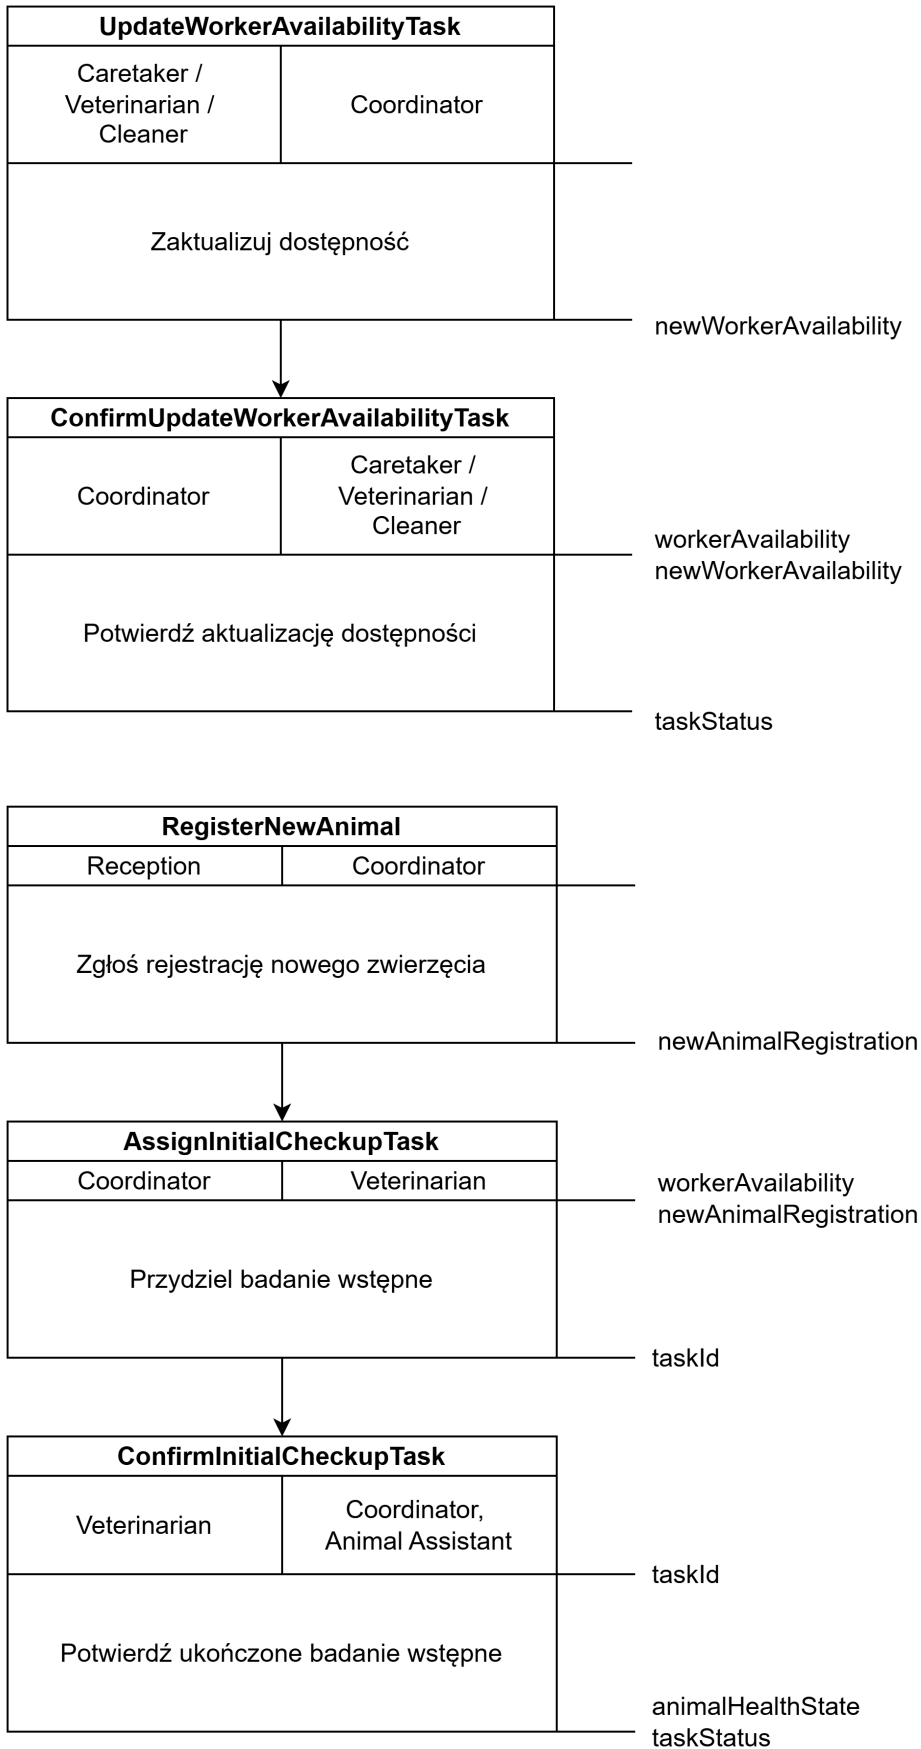 UpdateWorkerAvailabilityTask
Caretaker /
Veterinarian /
Cleaner
Coordinator
Zaktualizuj dostępność
newWorkerAvailability
ConfirmUpdateWorkerAvailabilityTask
Coordinator
Caretaker /
Veterinarian /
Cleaner
workerAvailability
newWorkerAvailability
Potwierdź aktualizację dostępności
taskStatus
RegisterNewAnimal
Reception
Coordinator
Zgłoś rejestrację nowego zwierzęcia
newAnimalRegistration
AssignInitialCheckupTask
Coordinator
Veterinarian
workerAvailability
newAnimalRegistration
Przydziel badanie wstępne
taskId
ConfirmInitialCheckupTask
Veterinarian
Coordinator,
Animal Assistant
taskId
Potwierdź ukończone badanie wstępne
animalHealthState
taskStatus